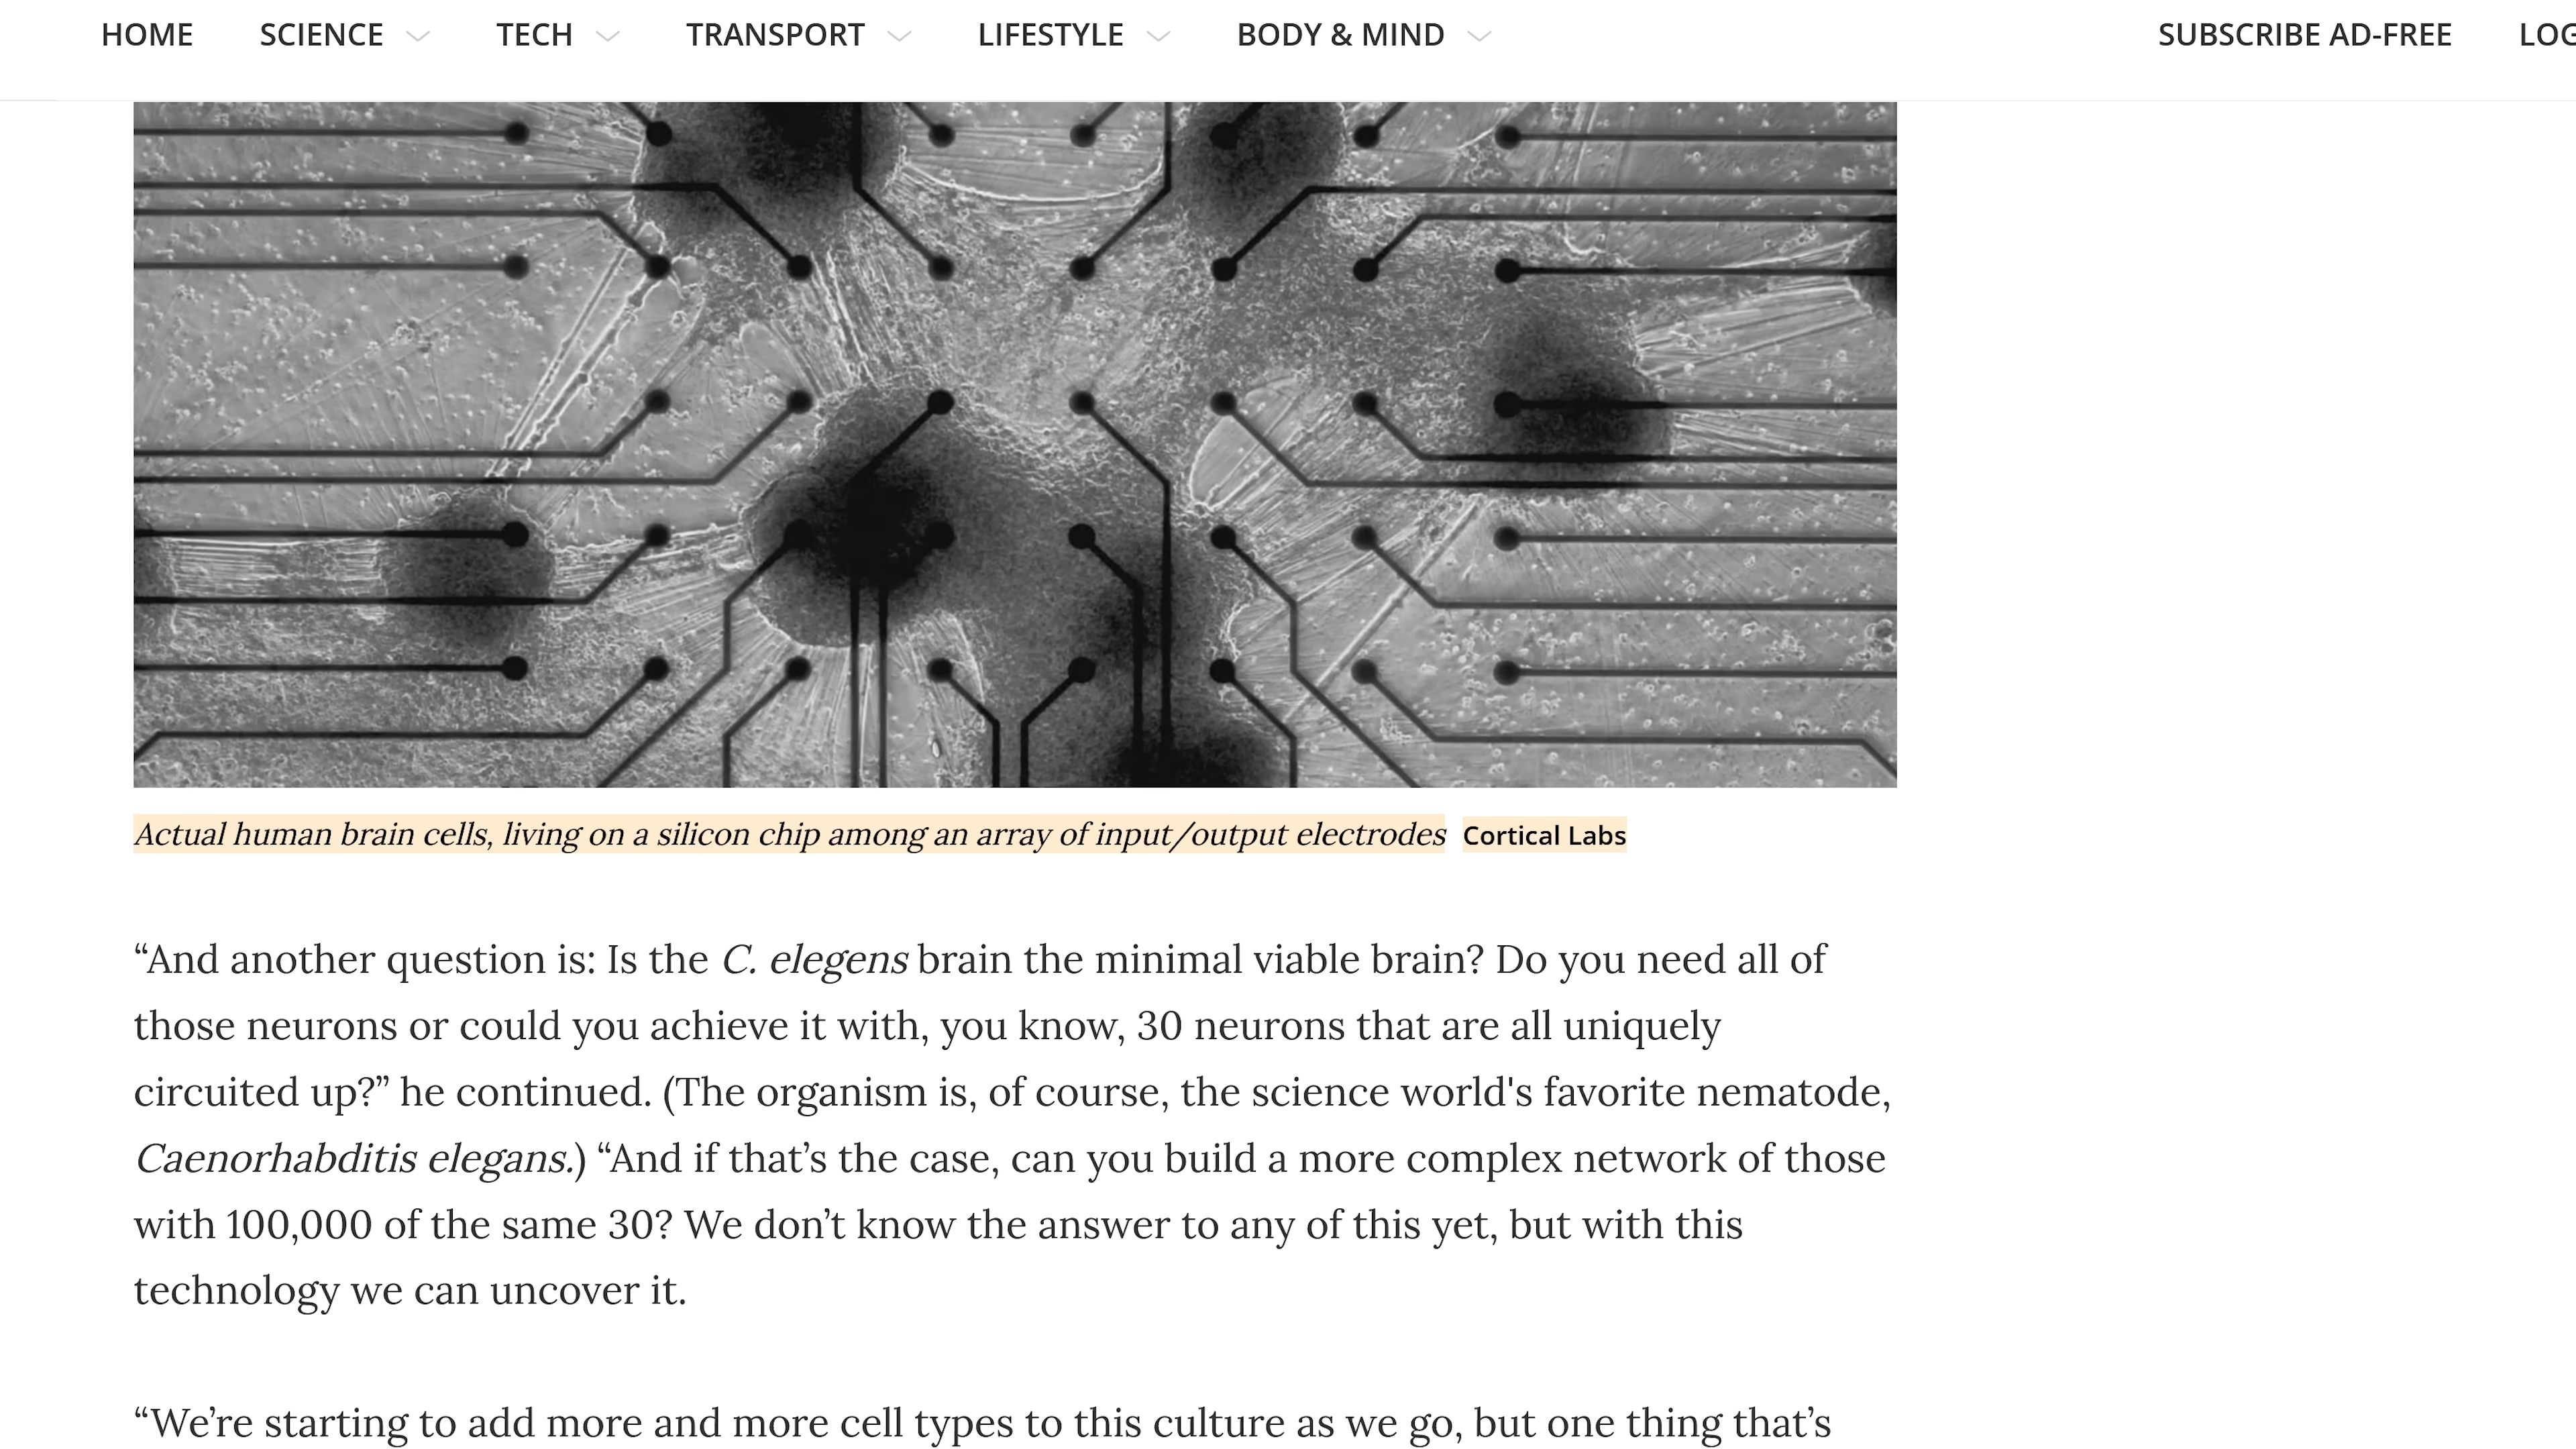 HOME SCIENCE TECH TRANSPORT LIFESTYLE BODY & MIND SUBSCRIBE AD-FREE
Actual human brain cells, living on a silicon chip among an array of input/output electrodes Cortical Labs
“And another question is: Is the C. elegens brain the minimal viable brain? Do you need all of
those neurons or could you achieve it with, you know, 30 neurons that are all uniquely
circuited up?” he continued. (The organism is, of course, the science world's favorite nematode,
Caenorhabditis elegans.) “And if that’s the case, can you build a more complex network of those
with 100,000 of the same 30? We don’t know the answer to any of this yet, but with this
technology we can uncover it.
“We’re starting to add more and more cell types to this culture as we go, but one thing that’s